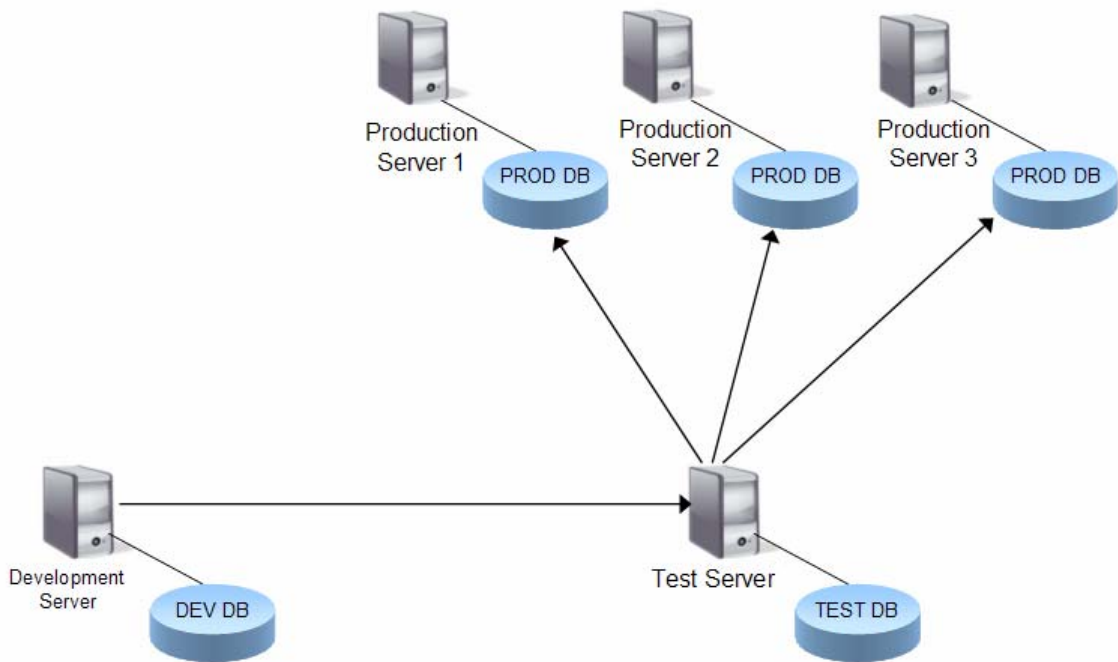 Production
Server 1
PROD DB
Production
Server 2
PROD DB
Production
Server 3
PROD DB
Development
Server
DEV DB
Test Server
TEST DB